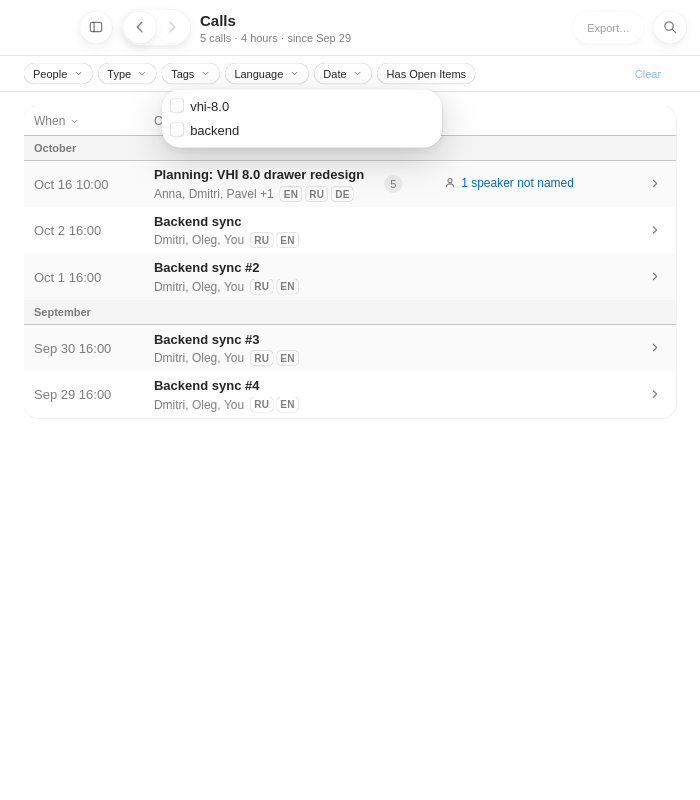 Calls
5 calls · 4 hours · since Sep 29
Export…
People
Type
Tags
Language
Date
Has Open Items
Clear
vhi-8.0
backend
When
October
Oct 16 10:00
Planning: VHI 8.0 drawer redesign
Anna, Dmitri, Pavel +1 EN RU DE
5
1 speaker not named
Oct 2 16:00
Backend sync
Dmitri, Oleg, You RU EN
Oct 1 16:00
Backend sync #2
Dmitri, Oleg, You RU EN
September
Sep 30 16:00
Backend sync #3
Dmitri, Oleg, You RU EN
Sep 29 16:00
Backend sync #4
Dmitri, Oleg, You RU EN